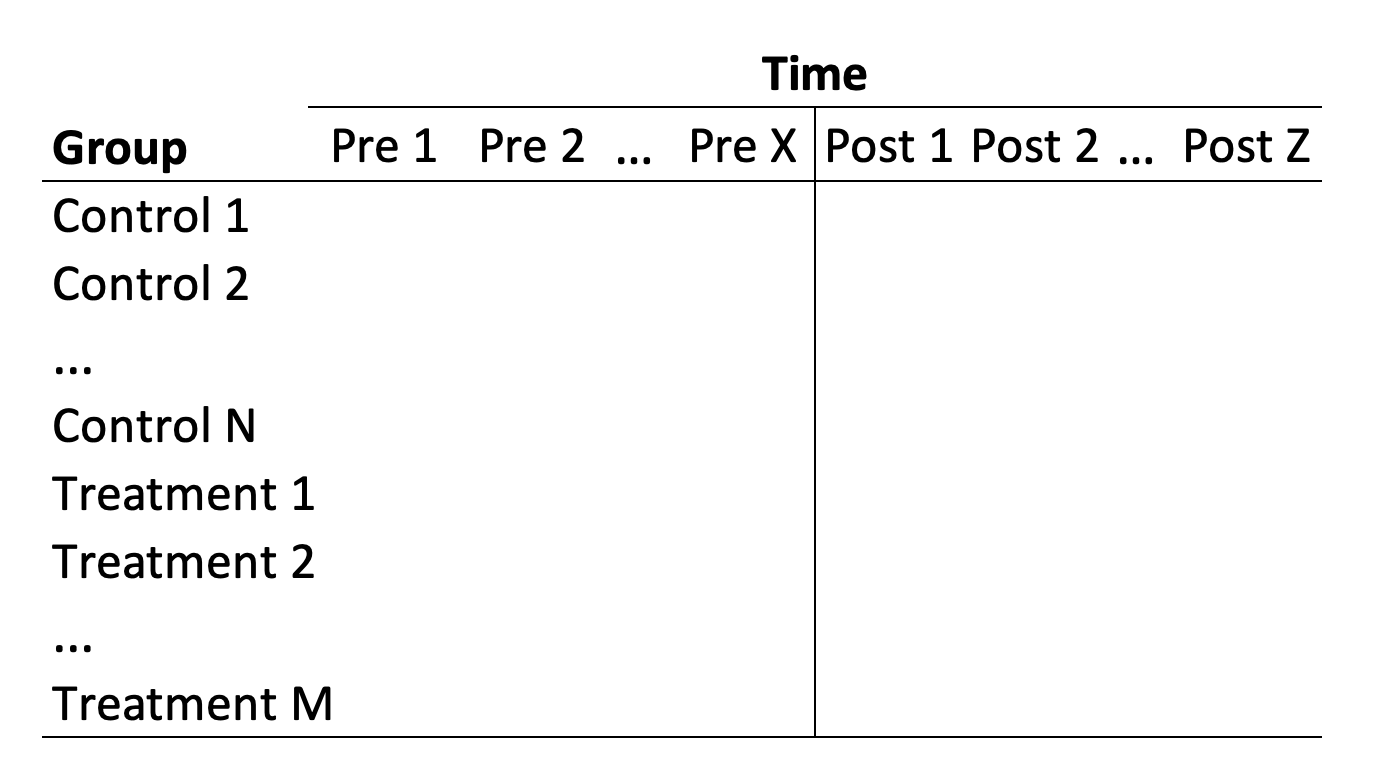 Time
Group Pre 1 Pre 2 ... Pre X Post 1 Post 2 ... Post Z
Control 1
Control 2
...
Control N
Treatment 1
Treatment 2
...
Treatment M